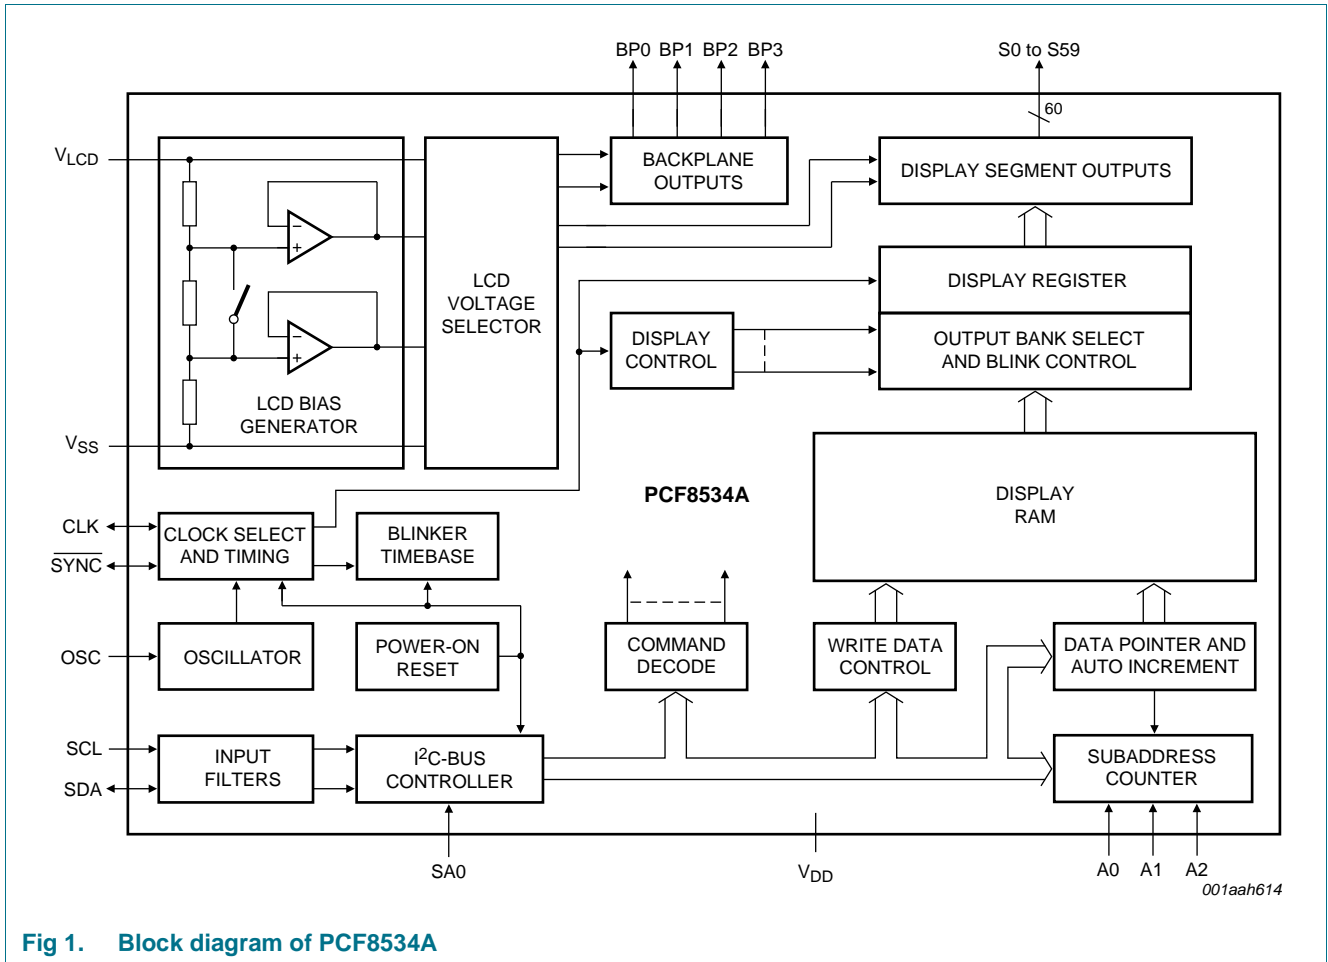 BP0 BP1 BP2 BP3
S0 to S59
60
VLCD
BACKPLANE
OUTPUTS
DISPLAY SEGMENT OUTPUTS
−
+
LCD
VOLTAGE
SELECTOR
DISPLAY REGISTER
DISPLAY
CONTROL
OUTPUT BANK SELECT
AND BLINK CONTROL
−
+
LCD BIAS
GENERATOR
VSS
PCF8534A
DISPLAY
RAM
CLK
SYNC
CLOCK SELECT
AND TIMING
BLINKER
TIMEBASE
OSC
OSCILLATOR
POWER-ON
RESET
COMMAND
DECODE
WRITE DATA
CONTROL
DATA POINTER AND
AUTO INCREMENT
SCL
SDA
INPUT
FILTERS
I2C-BUS
CONTROLLER
SUBADDRESS
COUNTER
SA0
VDD
A0 A1 A2
001aah614
Fig 1. Block diagram of PCF8534A